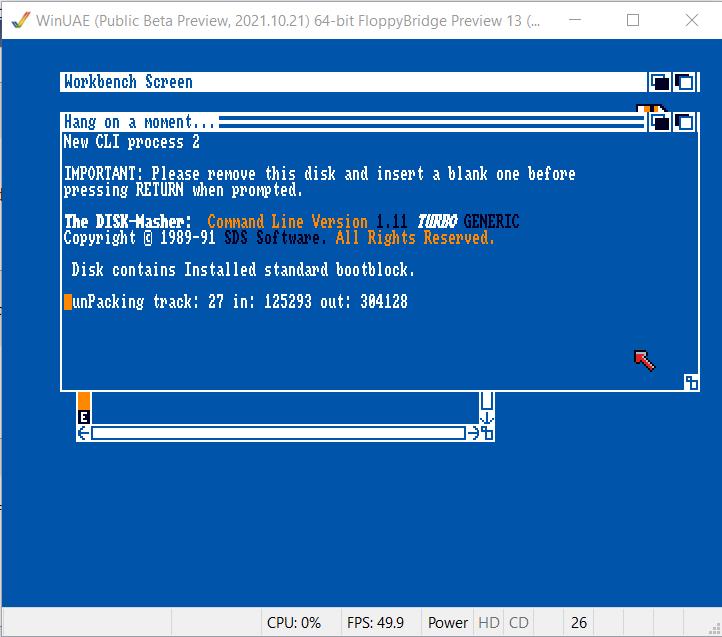 WinUAE (Public Beta Preview, 2021.10.21) 64-bit FloppyBridge Preview 13 (...
Workbench Screen
Hang on a moment...
New CLI process 2
IMPORTANT: Please remove this disk and insert a blank one before
pressing RETURN when prompted.
The DISK-Masher: Command Line Version 1.11 TURBO GENERIC
Copyright © 1989-91 SDS Software. All Rights Reserved.
Disk contains Installed standard bootblock.
unPacking track: 27 in: 125293 out: 304128
E
CPU: 0% FPS: 49.9 Power HD CD 26